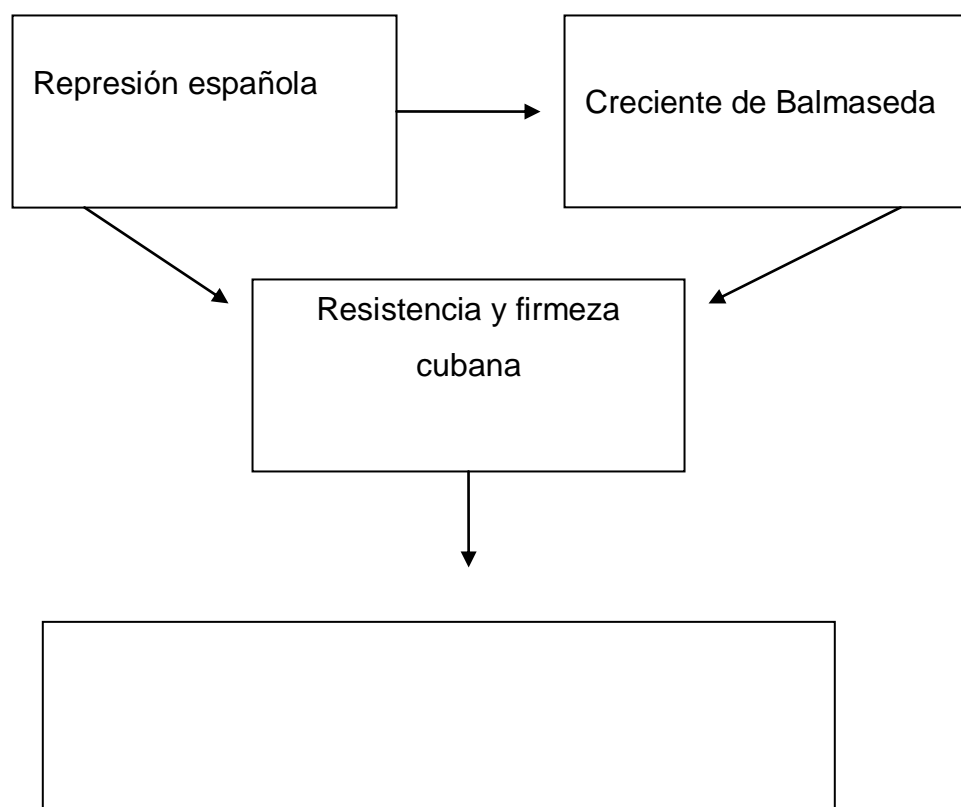 Represión española
Creciente de Balmaseda
Resistencia y firmeza
cubana